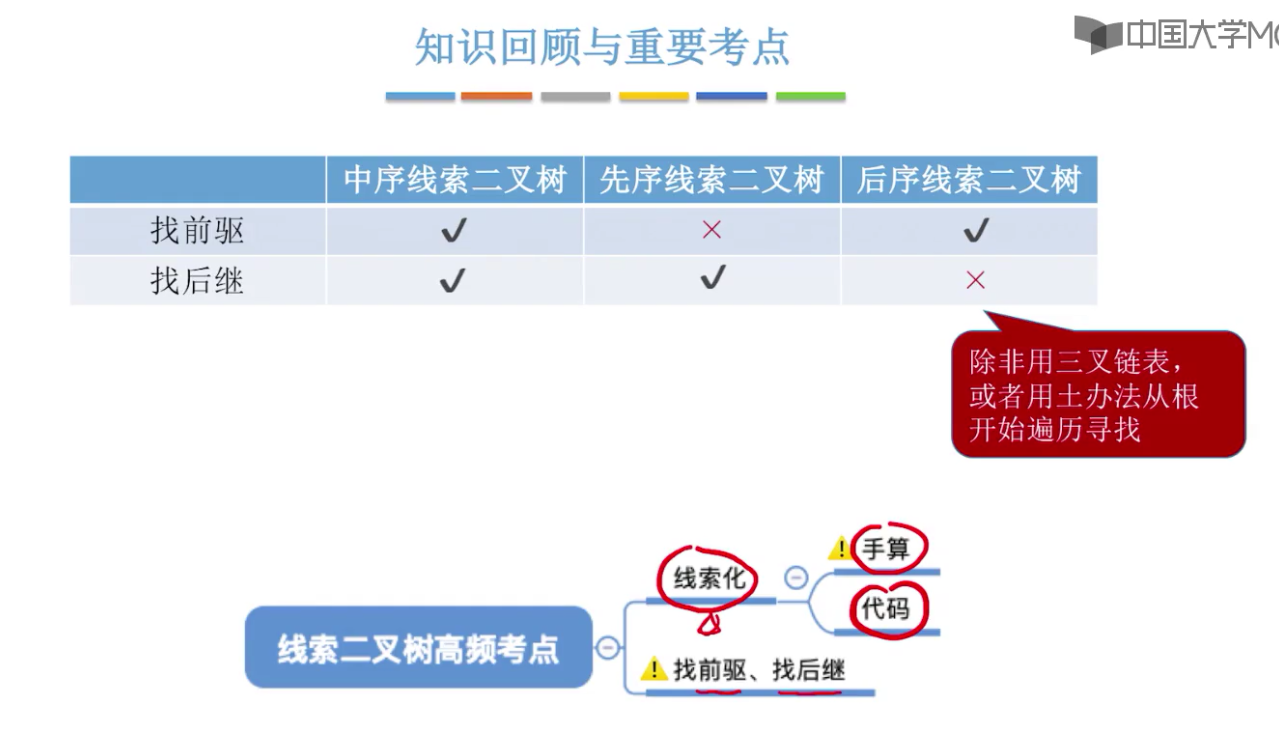 知识回顾与重要考点
中国大学MO
中序线索二叉树 先序线索二叉树 后序线索二叉树
找前驱 ✔ × ✔
找后继 ✔ ✔ ×
除非用三叉链表，
或者用土办法从根
开始遍历寻找
手算
线索化
代码
线索二叉树高频考点
找前驱、找后继